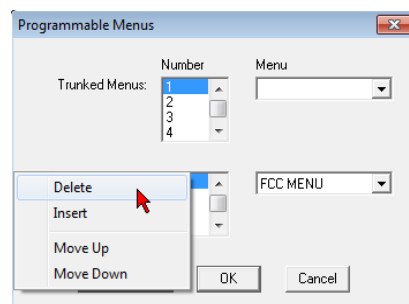 Programmable Menus
Number Menu
Trunked Menus: 1
2
3
4
FCC MENU
Delete
Insert
Move Up
Move Down
OK Cancel